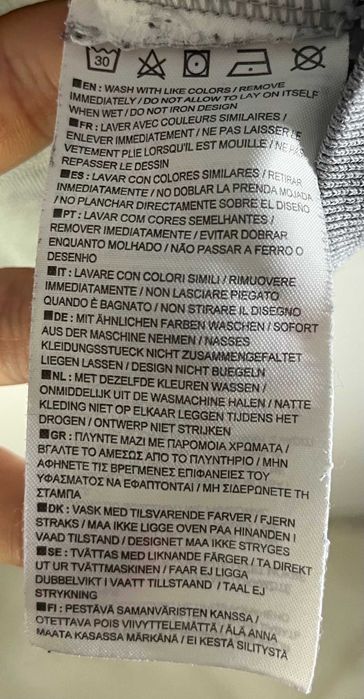 30
EN : WASH WITH LIKE COLORS / REMOVE
IMMEDIATELY / DO NOT ALLOW TO LAY ON ITSELF
WHEN WET / DO NOT IRON DESIGN
FR : LAVER AVEC COULEURS SIMILAIRES /
ENLEVER IMMEDIATEMENT / NE PAS LAISSER LE
VETEMENT PLIE LORSQU'IL EST MOUILLE / NE PAS
REPASSER LE DESSIN
ES : LAVAR CON COLORES SIMILARES / RETIRAR
INMEDIATAMENTE / NO DOBLAR LA PRENDA MOJADA
/ NO PLANCHAR DIRECTAMENTE SOBRE EL DISEÑO
PT : LAVAR COM CORES SEMELHANTES /
REMOVER IMEDIATAMENTE / EVITAR DOBRAR
ENQUANTO MOLHADO / NÃO PASSAR A FERRO O
DESENHO
IT : LAVARE CON COLORI SIMILI / RIMUOVERE
IMMEDIATAMENTE / NON LASCIARE PIEGATO
QUANDO È BAGNATO / NON STIRARE IL DISEGNO
DE : MIT ÄHNLICHEN FARBEN WASCHEN / SOFORT
AUS DER MASCHINE NEHMEN / NASSES
KLEIDUNGSSTUECK NICHT ZUSAMMENGEFALTET
LIEGEN LASSEN / DESIGN NICHT BUEGELN
NL : MET DEZELFDE KLEUREN WASSEN /
ONMIDDELIJK UIT DE WASMACHINE HALEN / NATTE
KLEDING NIET OP ELKAAR LEGGEN TIJDENS HET
DROGEN / ONTWERP NIET STRIJKEN
GR : ΠΛΥΝΤΕ ΜΑΖΙ ΜΕ ΠΑΡΟΜΟΙΑ ΧΡΩΜΑΤΑ /
ΒΓΑΛΤΕ ΤΟ ΑΜΕΣΩΣ ΑΠΟ ΤΟ ΠΛΥΝΤΗΡΙΟ / ΜΗΝ
ΑΦΗΝΕΤΕ ΤΙΣ ΒΡΕΓΜΕΝΕΣ ΕΠΙΦΑΝΕΙΕΣ ΤΟΥ
ΥΦΑΣΜΑΤΟΣ ΝΑ ΕΦΑΠΤΟΝΤΑΙ / ΜΗ ΣΙΔΕΡΩΝΕΤΕ ΤΗ
ΣΤΑΜΠΑ
DK : VASK MED TILSVARENDE FARVER / FJERN
STRAKS / MAA IKKE LIGGE OVEN PAA HINANDEN I
VAAD TILSTAND / DESIGNET MAA IKKE STRYGES
SE : TVÄTTAS MED LIKNANDE FÄRGER / TA DIREKT
UT UR TVÄTTMASKINEN / FAAR EJ LIGGA
DUBBELVIKT I VAATT TILLSTAAND / TAAL EJ
STRYKNING
FI : PESTÄVÄ SAMANVÄRISTEN KANSSA /
OTETTAVA POIS VIIVYTTELEMÄTTÄ / ÄLÄ ANNA
MAATA KASASSA MÄRKÄNÄ / EI KESTÄ SILITYSTÄ